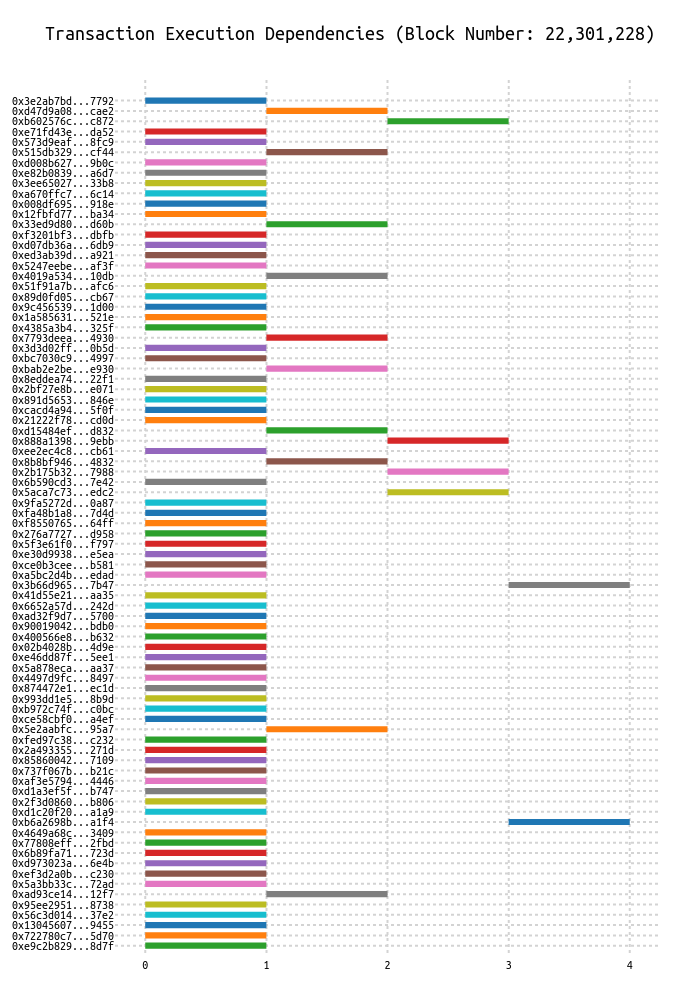 Transaction Execution Dependencies (Block Number: 22,301,228)
0x3e2ab7bd...7792
0xd47d9a08...cae2
0xb602576c...c872
0xe71fd43e...da52
0x573d9eaf...8fc9
0x515db329...cf44
0xd008b627...9b0c
0xe82b0839...a6d7
0x3ee65027...33b8
0xa670ffc7...6c14
0x008df695...918e
0x12fbfd77...ba34
0x33ed9d80...d60b
0xf3201bf3...dbfb
0xd07db36a...6db9
0xed3ab39d...a921
0x5247eebe...af3f
0x4019a534...10db
0x51f91a7b...afc6
0x89d0fd05...cb67
0x9c456539...1d00
0x1a585631...521e
0x4385a3b4...325f
0x7793deea...4930
0x3d3d02ff...0b5d
0xbc7030c9...4997
0xbab2e2be...e930
0x8eddea74...22f1
0x2bf27e8b...e071
0x891d5653...846e
0xcacd4a94...5f0f
0x21222f78...cd0d
0xd15484ef...d832
0x888a1398...9ebb
0xee2ec4c8...cb61
0x8b8bf946...4832
0x2b175b32...7988
0x6b590cd3...7e42
0x5aca7c73...edc2
0x9fa5272d...0a87
0xfa48b1a8...7d4d
0xf8550765...64ff
0x276a7727...d958
0x5f3e61f0...f797
0xe30d9938...e5ea
0xce0b3cee...b581
0xa5bc2d4b...edad
0x3b66d965...7b47
0x41d55e21...aa35
0x6652a57d...242d
0xad32f9d7...5700
0x90019042...bdb0
0x400566e8...b632
0x02b4028b...4d9e
0xe46dd87f...5ee1
0x5a878eca...aa37
0x4497d9fc...8497
0x874472e1...ec1d
0x993dd1e5...8b9d
0xb972c74f...c0bc
0xce58cbf0...a4ef
0x5e2aabfc...95a7
0xfed97c38...c232
0x2a493355...271d
0x85860042...7109
0x737f067b...b21c
0xaf3e5794...4446
0xd1a3ef5f...b747
0x2f3d0860...b806
0xd1c20f20...a1a9
0xb6a2698b...a1f4
0x4649a68c...3409
0x77808eff...2fbd
0x6b89fa71...723d
0xd973023a...6e4b
0xef3d2a0b...c230
0x5a3bb33c...72ad
0xad93ce14...12f7
0x95ee2951...8738
0x56c3d014...37e2
0x13045607...9455
0x722780c7...5d70
0xe9c2b829...8d7f
0 1 2 3 4